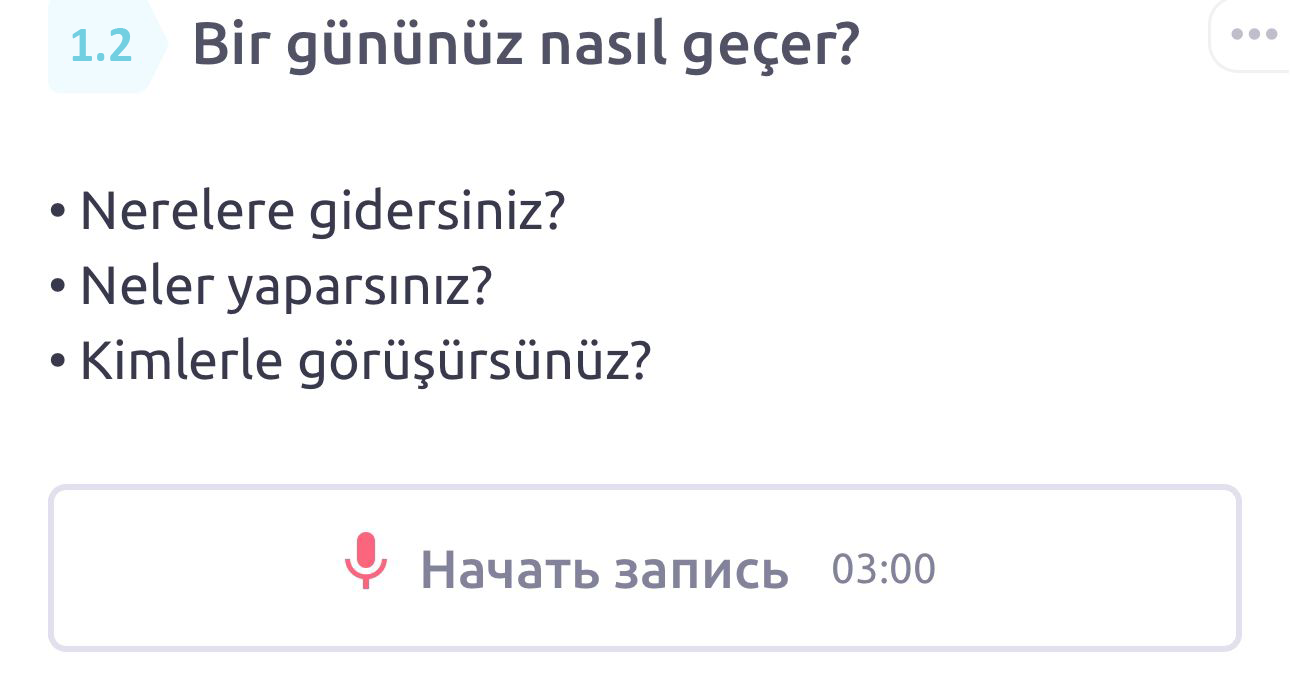 1.2 Bir gününüz nasıl geçer?
• Nerelere gidersiniz?
• Neler yaparsınız?
• Kimlerle görüşürsünüz?
Начать запись 03:00